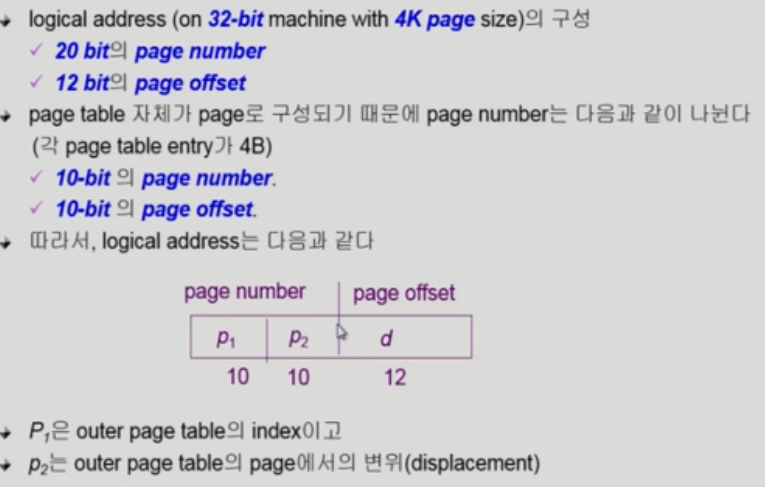 logical address (on 32-bit machine with 4K page size)의 구성
✓ 20 bit의 page number
✓ 12 bit의 page offset
page table 자체가 page로 구성되기 때문에 page number는 다음과 같이 나뉜다
(각 page table entry가 4B)
✓ 10-bit 의 page number.
✓ 10-bit 의 page offset.
따라서, logical address는 다음과 같다
page number page offset
p₁ p₂ d
10 10 12
P₁은 outer page table의 index이고
p₂는 outer page table의 page에서의 변위(displacement)